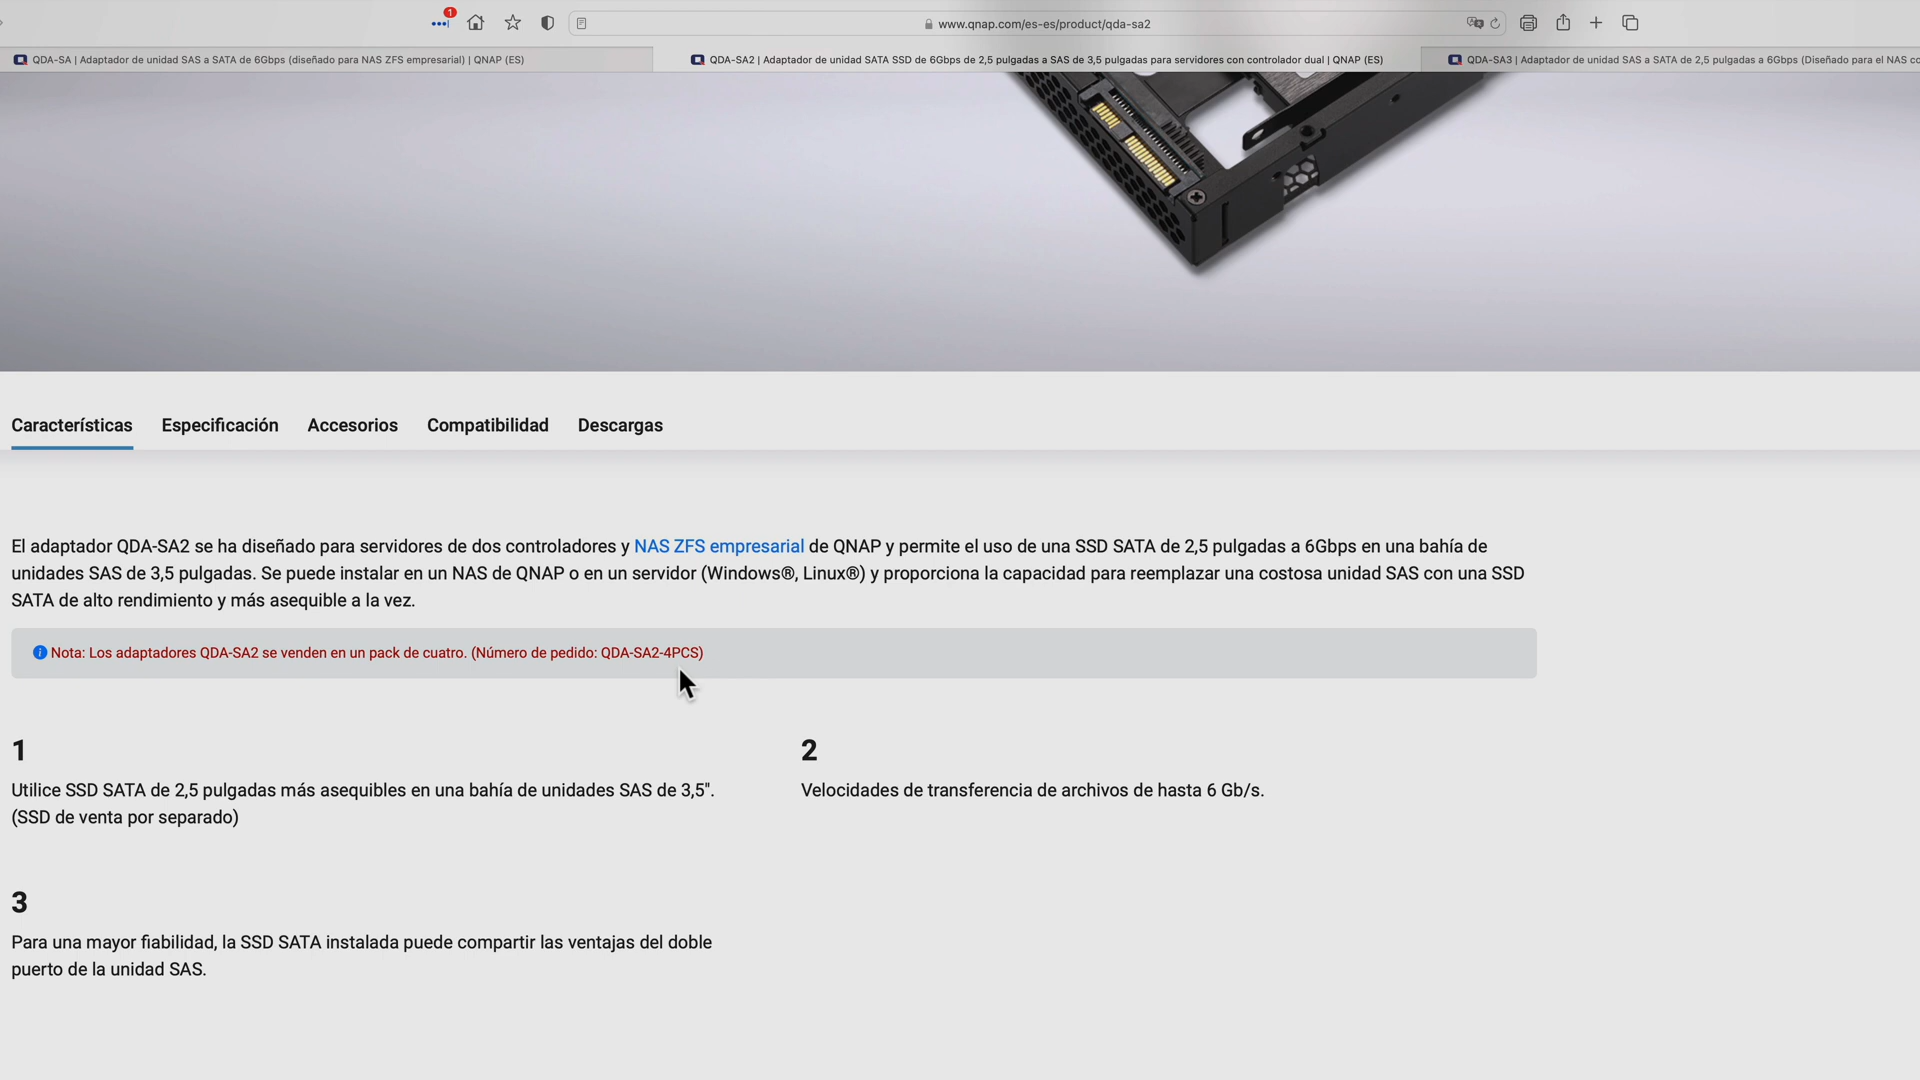 1
www.qnap.com/es-es/product/qda-sa2
QDA-SA | Adaptador de unidad SAS a SATA de 6Gbps (diseñado para NAS ZFS empresarial) | QNAP (ES)
QDA-SA2 | Adaptador de unidad SATA SSD de 6Gbps de 2,5 pulgadas a SAS de 3,5 pulgadas para servidores con controlador dual | QNAP (ES)
QDA-SA3 | Adaptador de unidad SAS a SATA de 2,5 pulgadas a 6Gbps (Diseñado para el NAS co
Características
Especificación
Accesorios
Compatibilidad
Descargas
El adaptador QDA-SA2 se ha diseñado para servidores de dos controladores y NAS ZFS empresarial de QNAP y permite el uso de una SSD SATA de 2,5 pulgadas a 6Gbps en una bahía de
unidades SAS de 3,5 pulgadas. Se puede instalar en un NAS de QNAP o en un servidor (Windows®, Linux®) y proporciona la capacidad para reemplazar una costosa unidad SAS con una SSD
SATA de alto rendimiento y más asequible a la vez.
Nota: Los adaptadores QDA-SA2 se venden en un pack de cuatro. (Número de pedido: QDA-SA2-4PCS)
1
Utilice SSD SATA de 2,5 pulgadas más asequibles en una bahía de unidades SAS de 3,5".
(SSD de venta por separado)
2
Velocidades de transferencia de archivos de hasta 6 Gb/s.
3
Para una mayor fiabilidad, la SSD SATA instalada puede compartir las ventajas del doble
puerto de la unidad SAS.